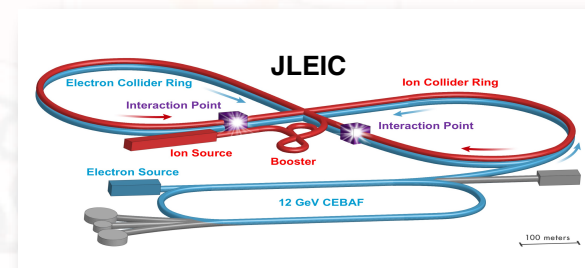 JLEIC
Electron Collider Ring
Ion Collider Ring
Interaction Point
Interaction Point
Ion Source
Booster
Electron Source
12 GeV CEBAF
100 meters